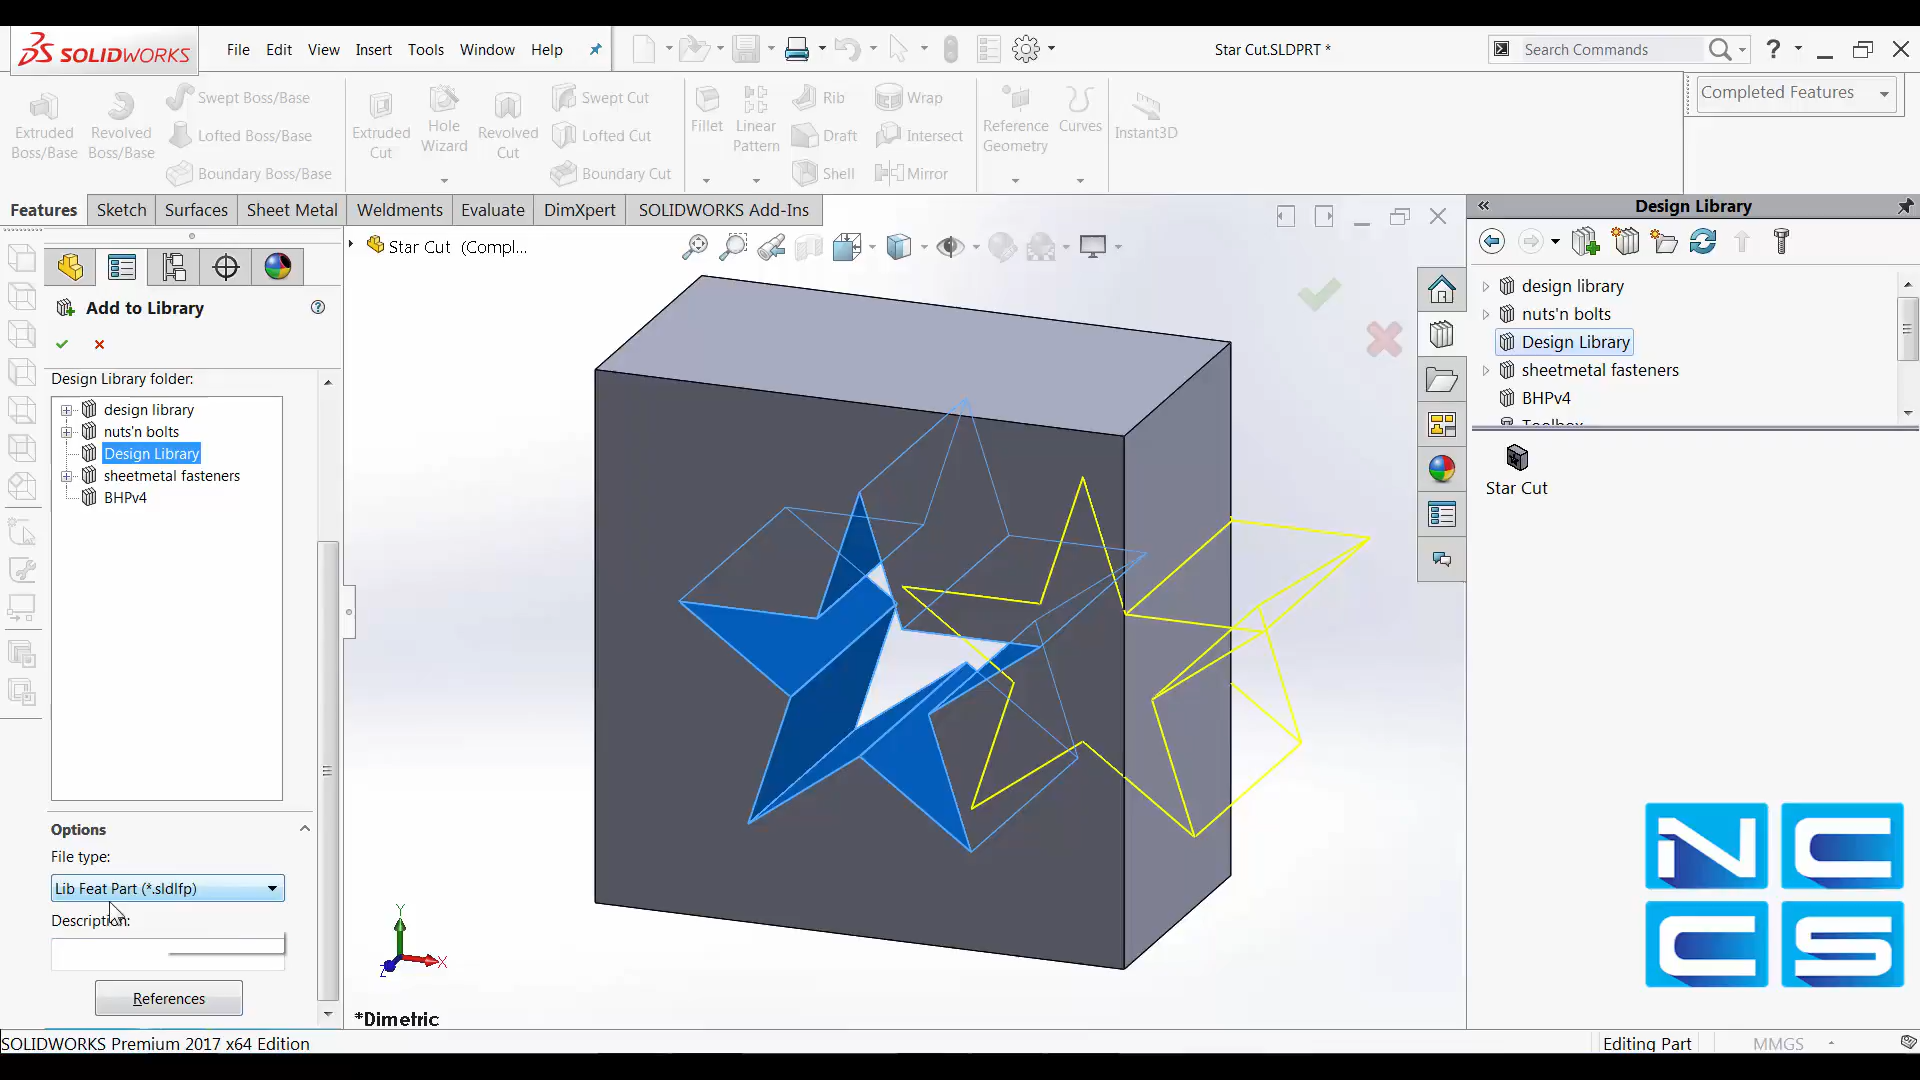 SOLIDWORKS
File Edit View Insert Tools Window Help
Star Cut.SLDPRT *
Search Commands
Extruded Boss/Base
Revolved Boss/Base
Swept Boss/Base
Lofted Boss/Base
Boundary Boss/Base
Extruded Cut
Hole Wizard
Revolved Cut
Swept Cut
Lofted Cut
Boundary Cut
Fillet
Linear Pattern
Rib
Draft
Shell
Wrap
Intersect
Mirror
Reference Geometry
Curves
Instant3D
Completed Features
Features Sketch Surfaces Sheet Metal Weldments Evaluate DimXpert SOLIDWORKS Add-Ins
Add to Library
Design Library folder:
design library
nuts'n bolts
Design Library
sheetmetal fasteners
BHPv4
Options
File type:
Lib Feat Part (*.sldlfp)
Description:
References
Star Cut (Compl...
Y
X
Z
*Dimetric
Design Library
design library
nuts'n bolts
Design Library
sheetmetal fasteners
BHPv4
Toolbox
Star Cut
NC
CS
SOLIDWORKS Premium 2017 x64 Edition
Editing Part
MMGS